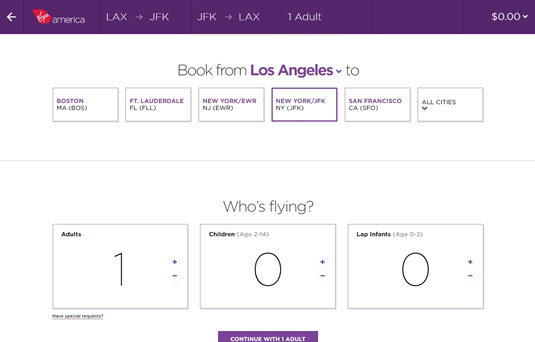 Virgin america LAX → JFK JFK → LAX 1 Adult $0.00
Book from Los Angeles to
BOSTON
MA (BOS)
FT. LAUDERDALE
FL (FLL)
NEW YORK/EWR
NJ (EWR)
NEW YORK/JFK
NY (JFK)
SAN FRANCISCO
CA (SFO)
ALL CITIES
Who's flying?
Adults
1
+
−
Children (Age 2-14)
0
+
−
Lap Infants (Age 0-2)
0
+
−
Have special requests?
CONTINUE WITH 1 ADULT